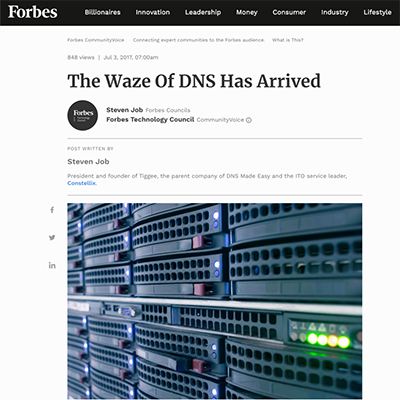 Forbes Billionaires Innovation Leadership Money Consumer Industry Lifestyle
Forbes CommunityVoice Connecting expert communities to the Forbes audience. What is This?
848 views | Jul 3, 2017, 07:00am
The Waze Of DNS Has Arrived
Forbes
Technology
Council
Steven Job Forbes Councils
Forbes Technology Council CommunityVoice
POST WRITTEN BY
Steven Job
President and founder of Tiggee, the parent company of DNS Made Easy and the ITO service leader,
Constellix.